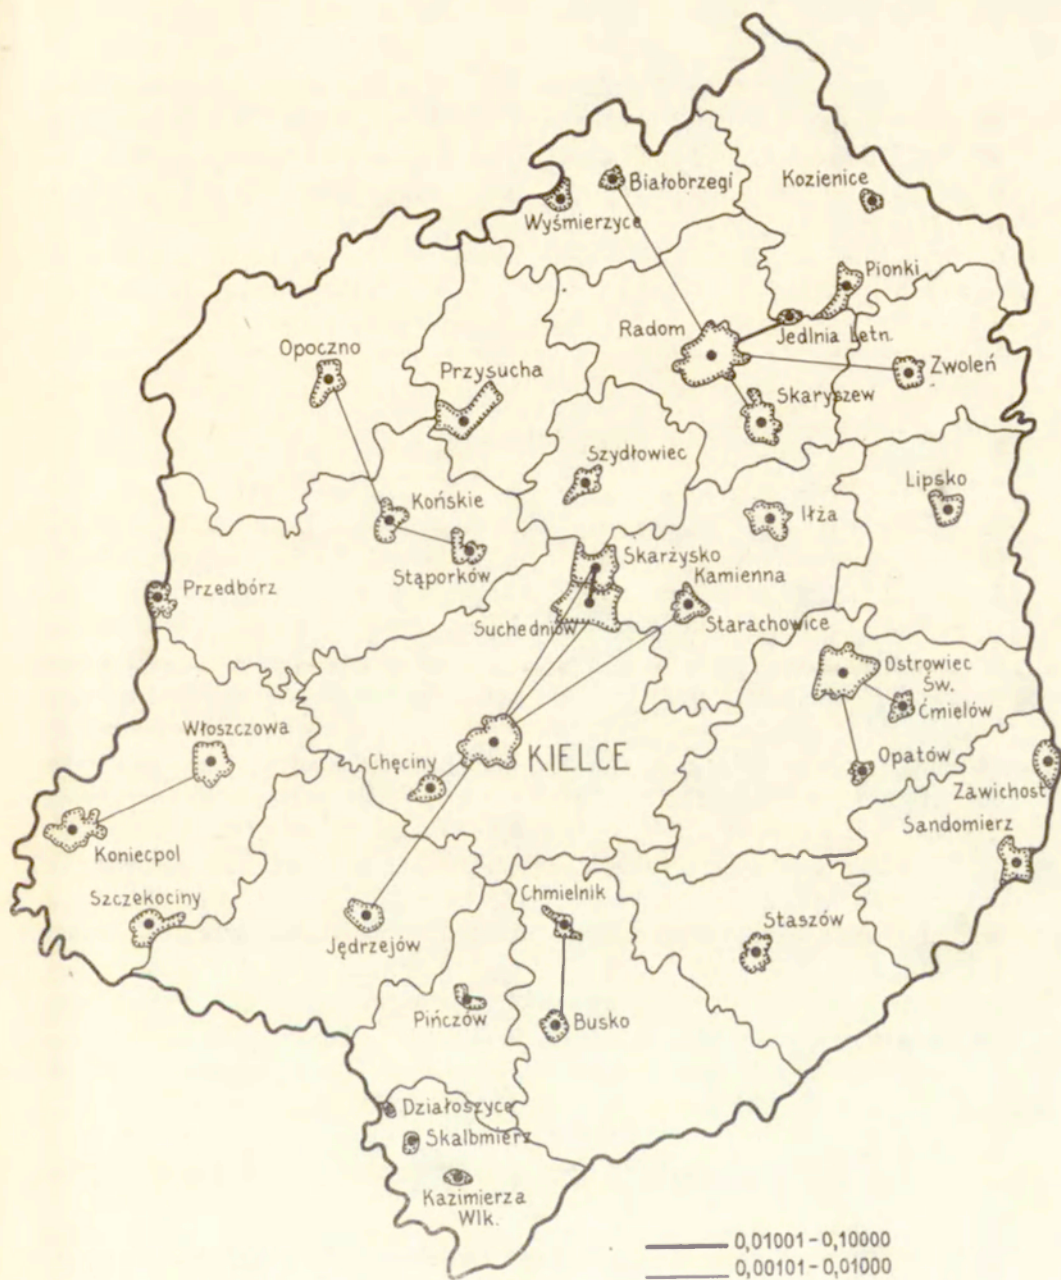 Białobrzegi
Kozienice
Wyśmierzyce
Pionki
Radom
Jedlnia Letn.
Opoczno
Przysucha
Zwoleń
Skaryszew
Szydłowiec
Lipsko
Końskie
Iłża
Skarżysko
Kamienna
Stąporków
Przedbórz
Suchedniów
Starachowice
Ostrowiec
Św.
Ćmielów
Włoszczowa
Chęciny
KIELCE
Opatów
Zawichost
Sandomierz
Koniecpol
Szczekociny
Chmielnik
Staszów
Jędrzejów
Pińczów
Busko
Działoszyce
Skalbmierz
Kazimierza
Wlk.
0,01001-0,10000
0,00101-0,01000